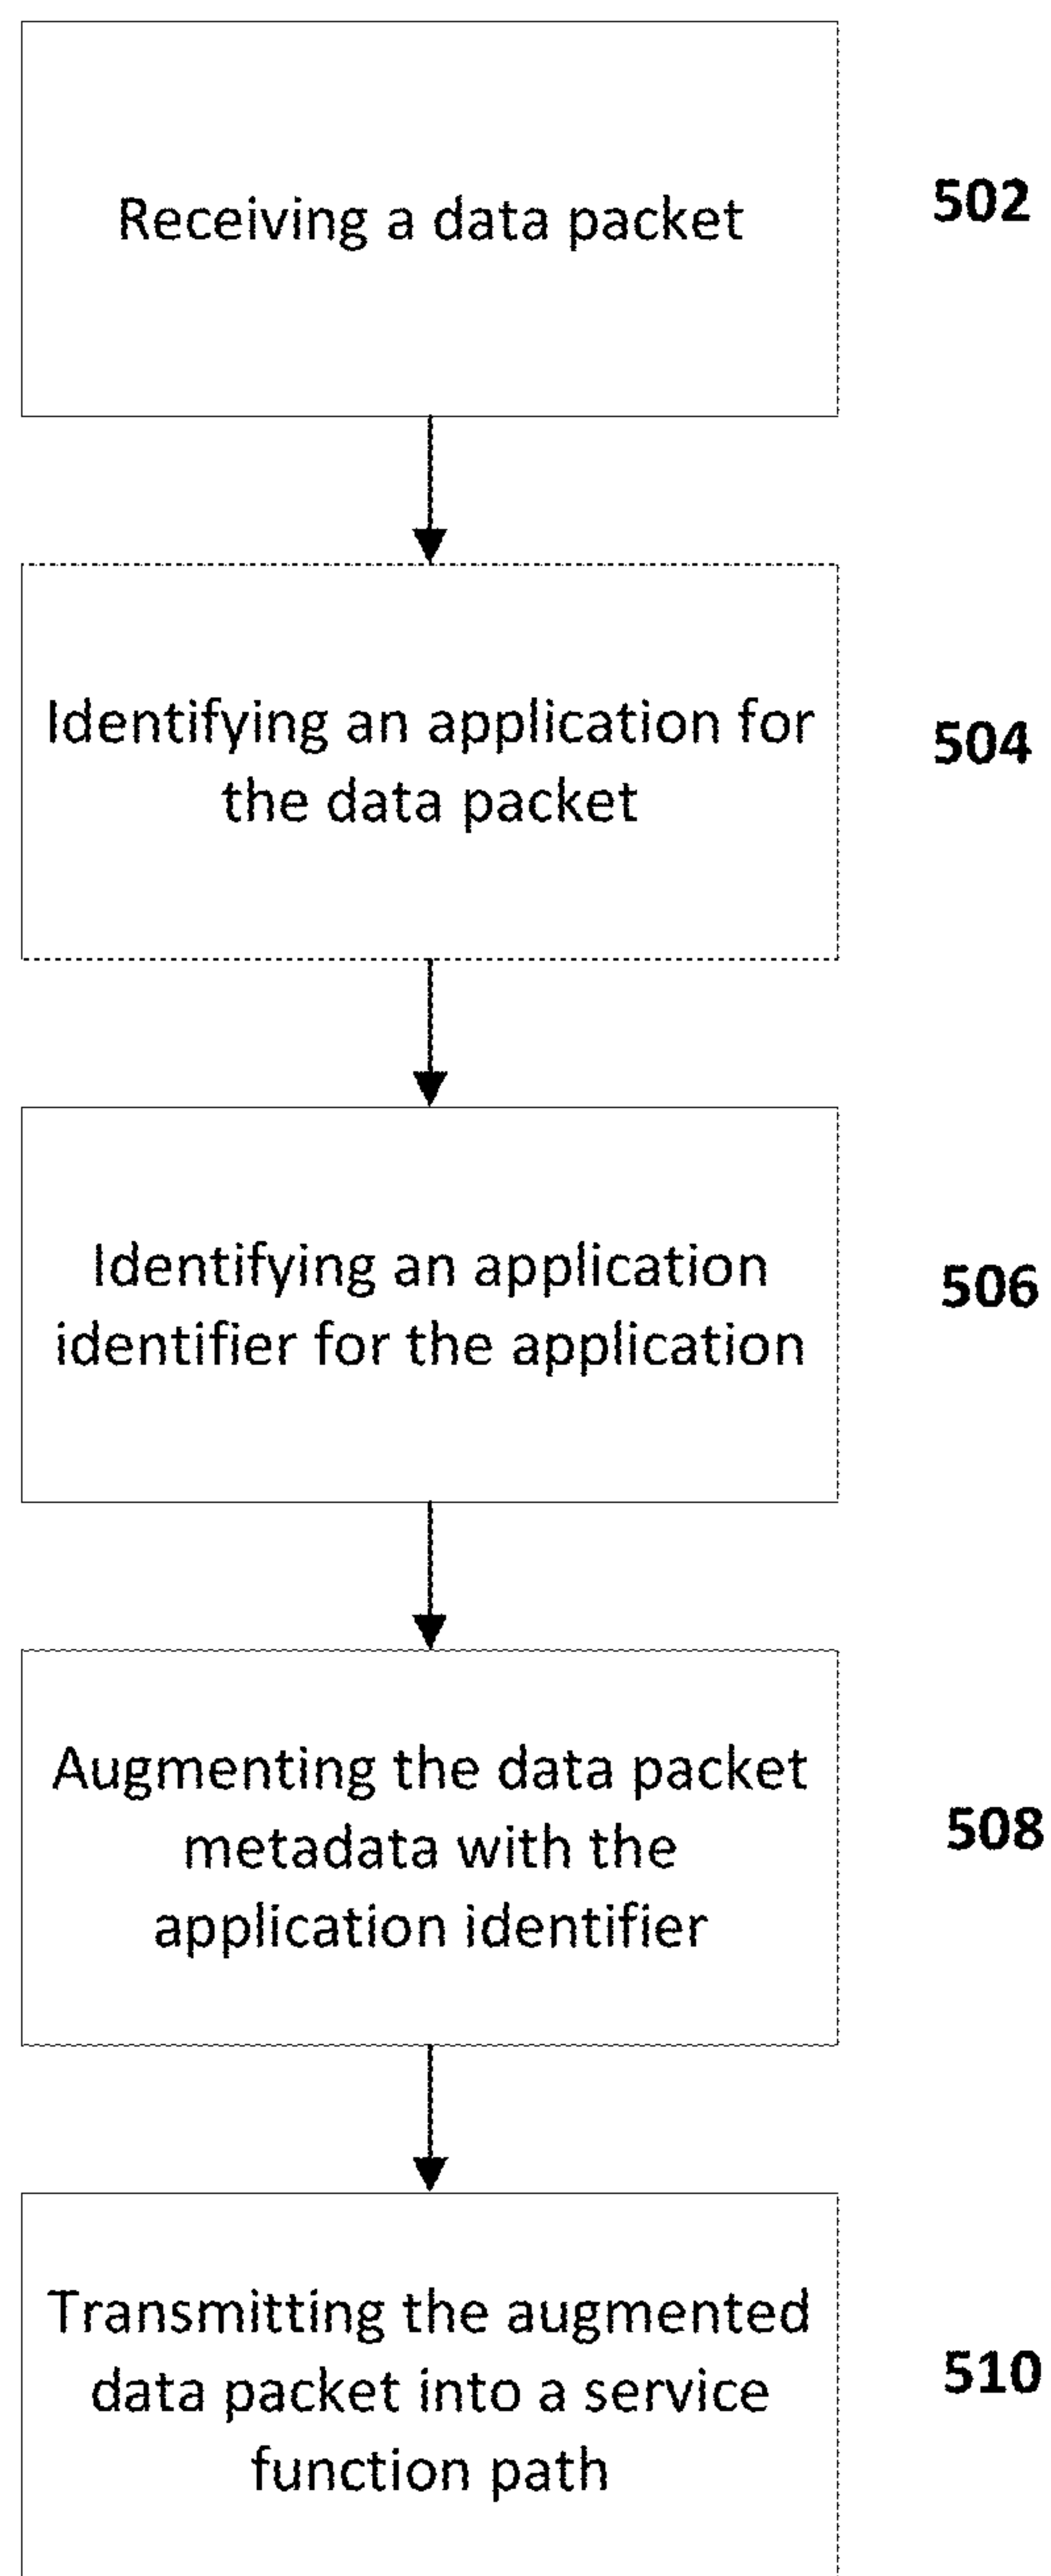 Receiving a data packet
502
Identifying an application for
the data packet
504
Identifying an application
identifier for the application
506
Augmenting the data packet
metadata with the
application identifier
508
Transmitting the augmented
data packet into a service
function path
510